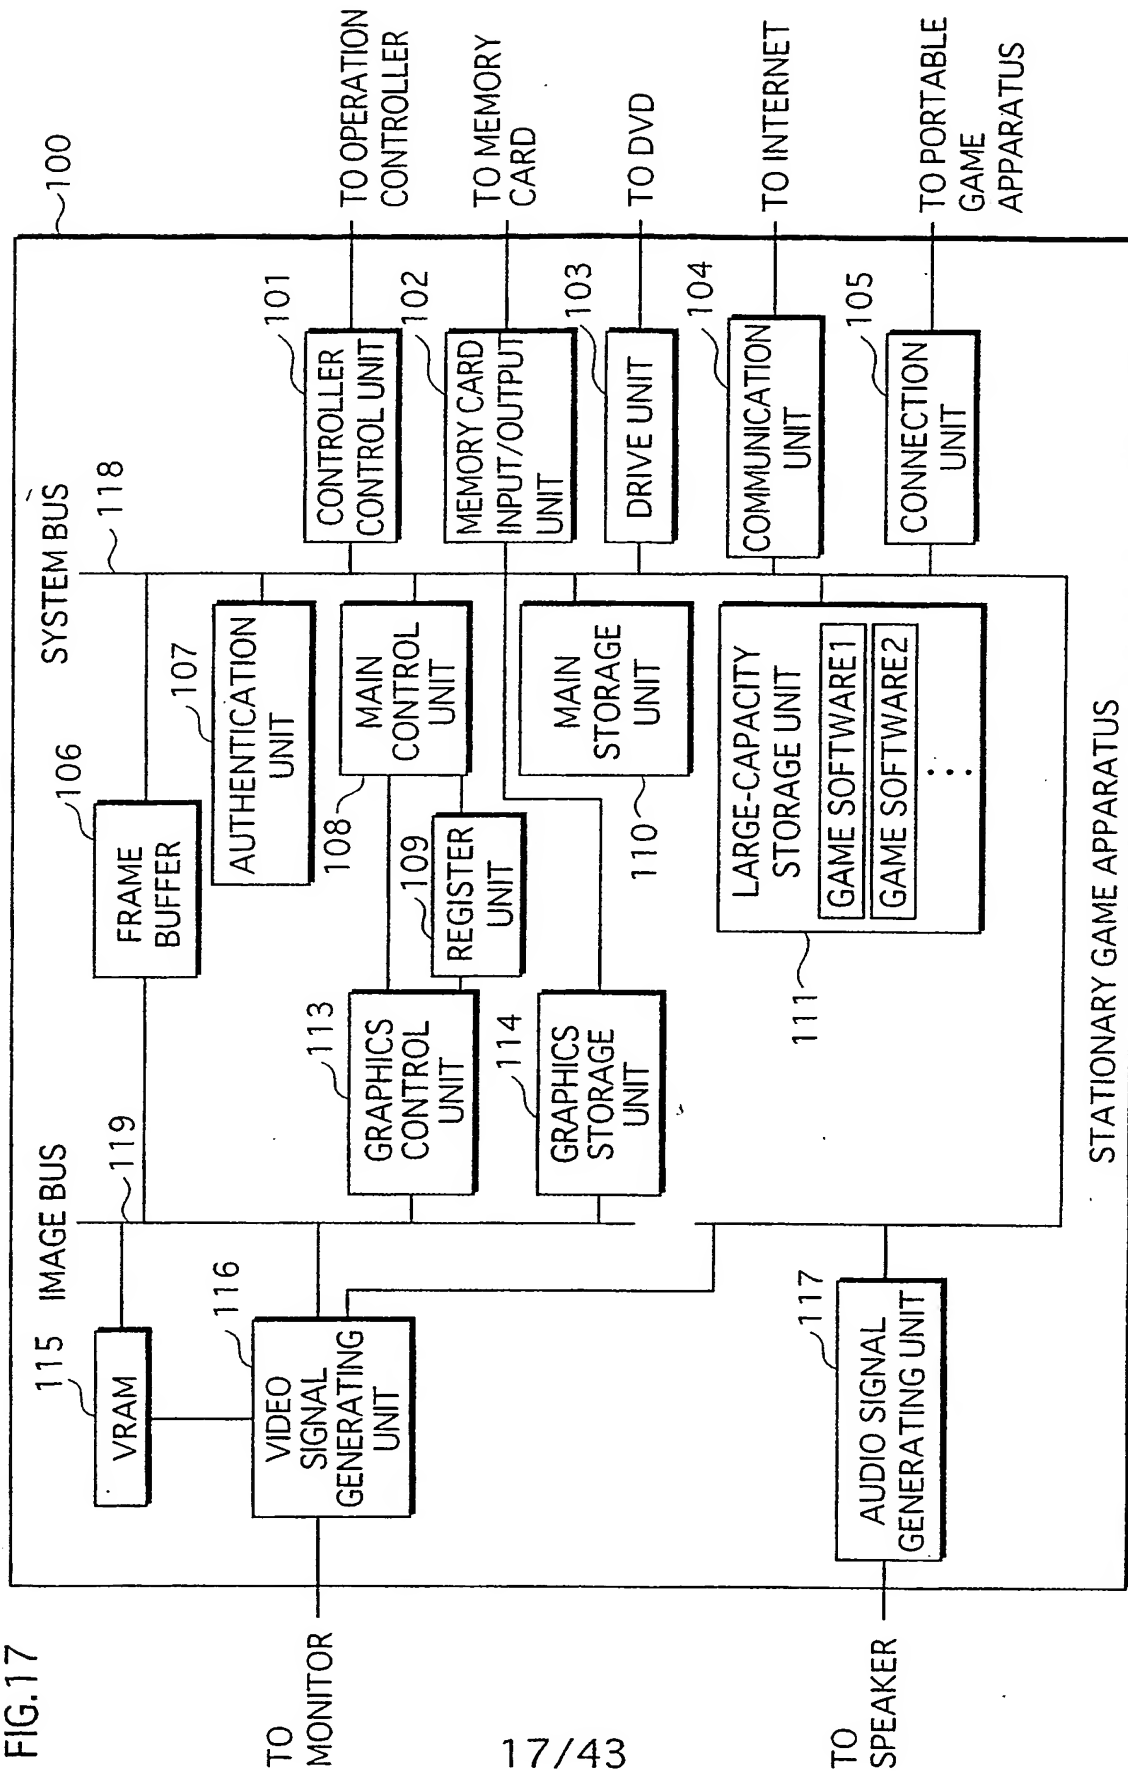 FIG.17
100
TO OPERATION
CONTROLLER
TO MEMORY
CARD
TO DVD
TO INTERNET
TO PORTABLE
GAME
APPARATUS
101
CONTROLLER
CONTROL UNIT
102
MEMORY CARD
INPUT/OUTPUT
UNIT
103
DRIVE UNIT
104
COMMUNICATION
UNIT
105
CONNECTION
UNIT
SYSTEM BUS
118
106
FRAME
BUFFER
107
AUTHENTICATION
UNIT
108
MAIN
CONTROL
UNIT
109
REGISTER
UNIT
110
MAIN
STORAGE
UNIT
111
LARGE-CAPACITY
STORAGE UNIT
GAME SOFTWARE1
GAME SOFTWARE2
...
113
GRAPHICS
CONTROL
UNIT
114
GRAPHICS
STORAGE
UNIT
IMAGE BUS
119
115
VRAM
116
VIDEO
SIGNAL
GENERATING
UNIT
117
AUDIO SIGNAL
GENERATING UNIT
TO
MONITOR
TO
SPEAKER
STATIONARY GAME APPARATUS
17/43